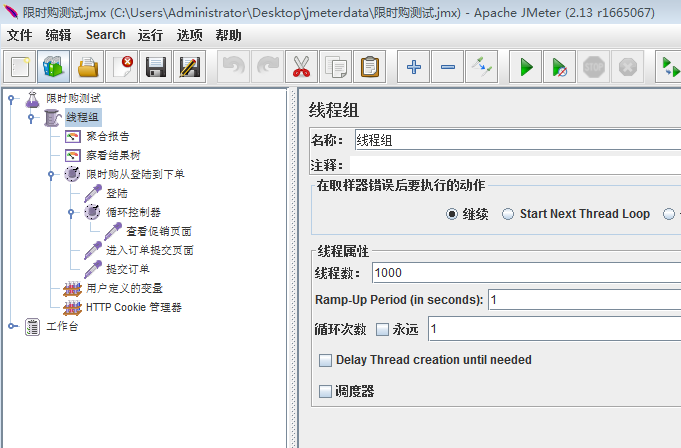 限时购测试.jmx (C:\Users\Administrator\Desktop\jmeterdata\限时购测试.jmx) - Apache JMeter (2.13 r1665067)
文件 编辑 Search 运行 选项 帮助
STOP
限时购测试
线程组
聚合报告
察看结果树
限时购从登陆到下单
登陆
循环控制器
查看促销页面
进入订单提交页面
提交订单
用户定义的变量
HTTP Cookie 管理器
工作台
线程组
名称: 线程组
注释:
在取样器错误后要执行的动作
继续 Start Next Thread Loop
线程属性
线程数: 1000
Ramp-Up Period (in seconds): 1
循环次数 永远 1
Delay Thread creation until needed
调度器